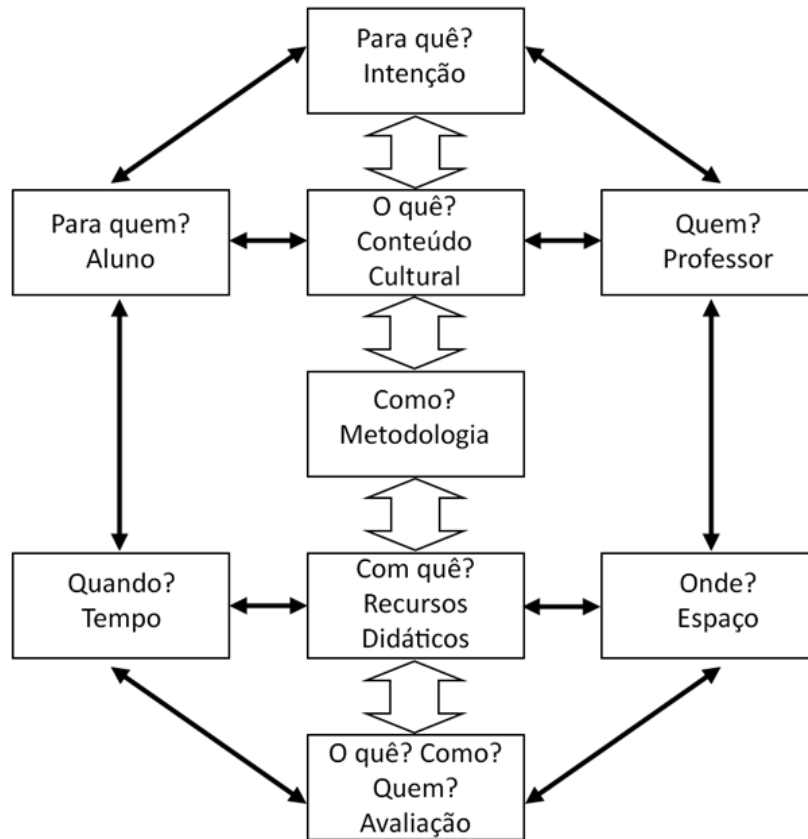 Para quê?
Intenção
Para quem?
Aluno
O quê?
Conteúdo
Cultural
Quem?
Professor
Como?
Metodologia
Quando?
Tempo
Com quê?
Recursos
Didáticos
Onde?
Espaço
O quê? Como?
Quem?
Avaliação